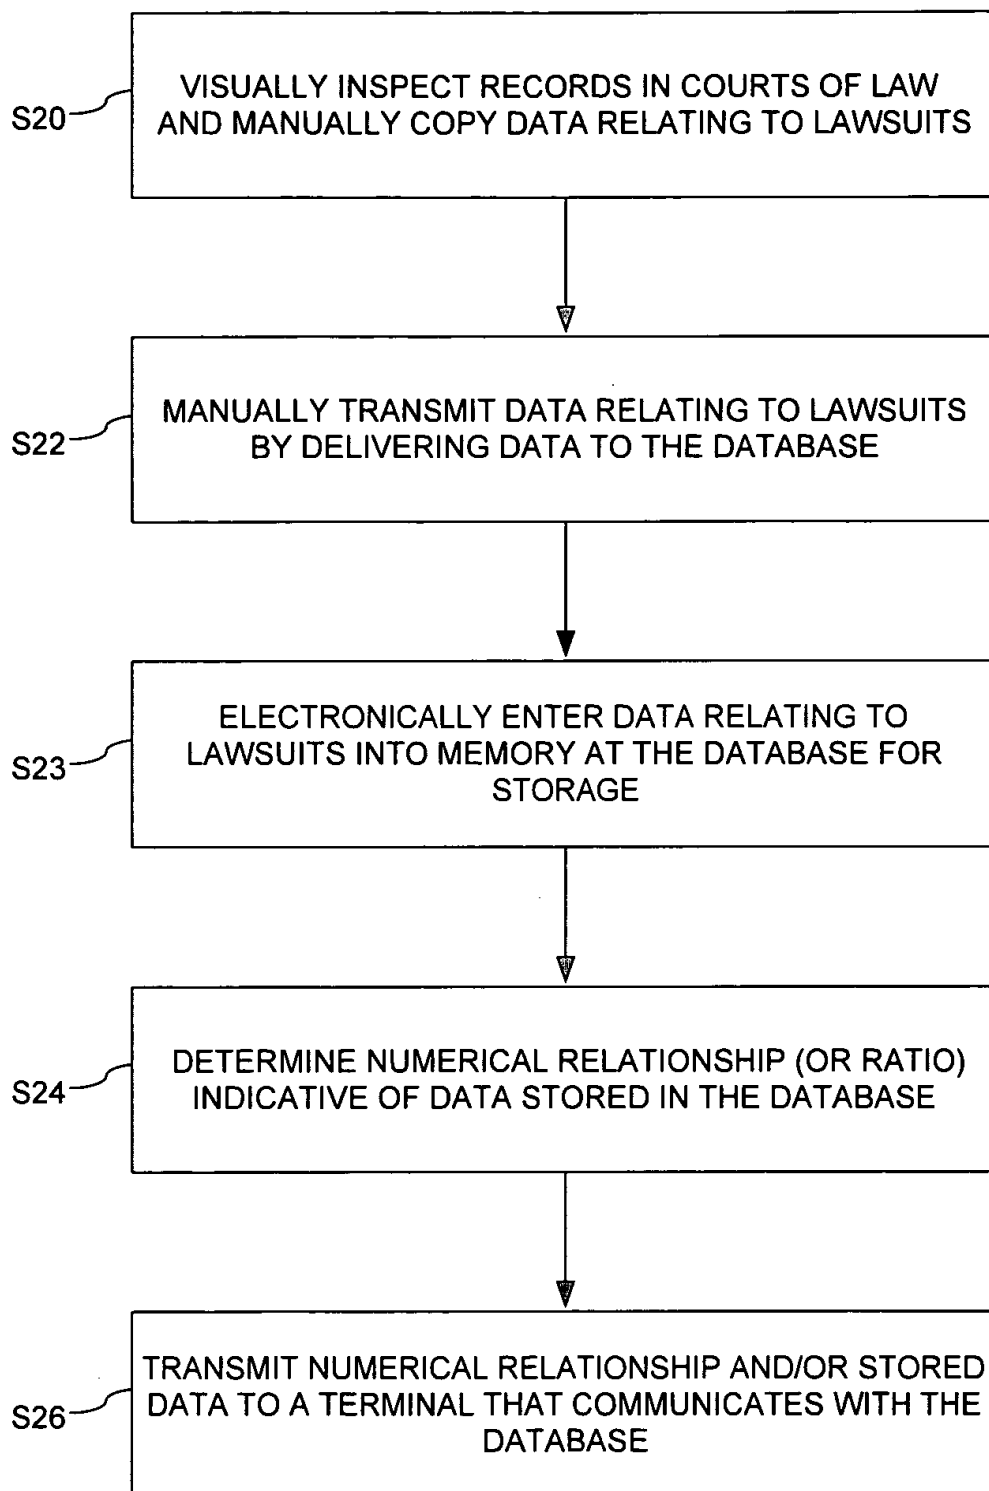 VISUALLY INSPECT RECORDS IN COURTS OF LAW
AND MANUALLY COPY DATA RELATING TO LAWSUITS
S20
MANUALLY TRANSMIT DATA RELATING TO LAWSUITS
BY DELIVERING DATA TO THE DATABASE
S22
ELECTRONICALLY ENTER DATA RELATING TO
LAWSUITS INTO MEMORY AT THE DATABASE FOR
STORAGE
S23
DETERMINE NUMERICAL RELATIONSHIP (OR RATIO)
INDICATIVE OF DATA STORED IN THE DATABASE
S24
TRANSMIT NUMERICAL RELATIONSHIP AND/OR STORED
DATA TO A TERMINAL THAT COMMUNICATES WITH THE
DATABASE
S26